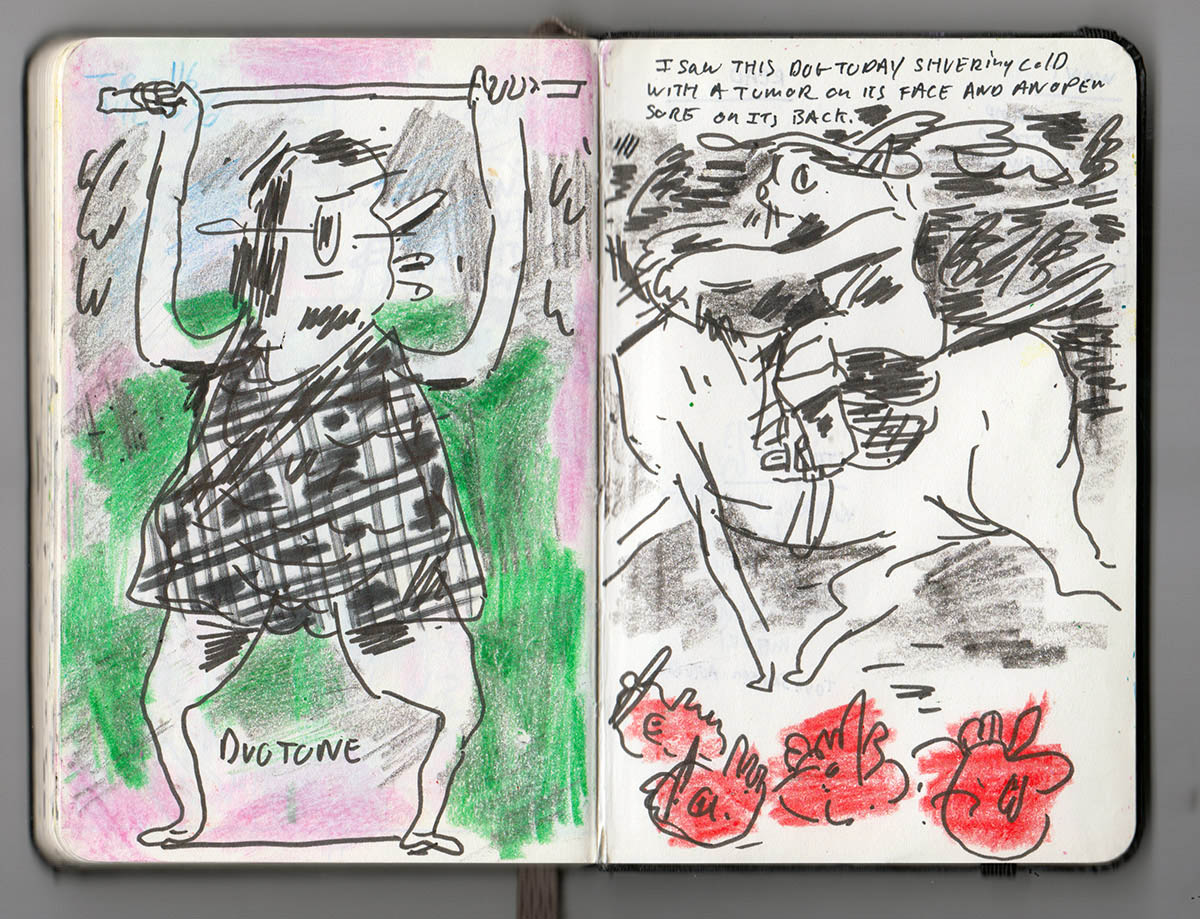 DUOTONE
I SAW THIS DOG TODAY SHIVERING COLD
WITH A TUMOR ON ITS FACE AND AN OPEN
SORE ON ITS BACK.